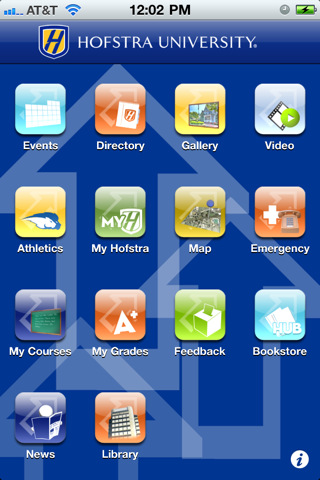 AT&T 12:02 PM
HOFSTRA UNIVERSITY®
Events Directory Gallery Video
MY H
Athletics My Hofstra Map Emergency
A+ HUB
My Courses My Grades Feedback Bookstore
News Library
i